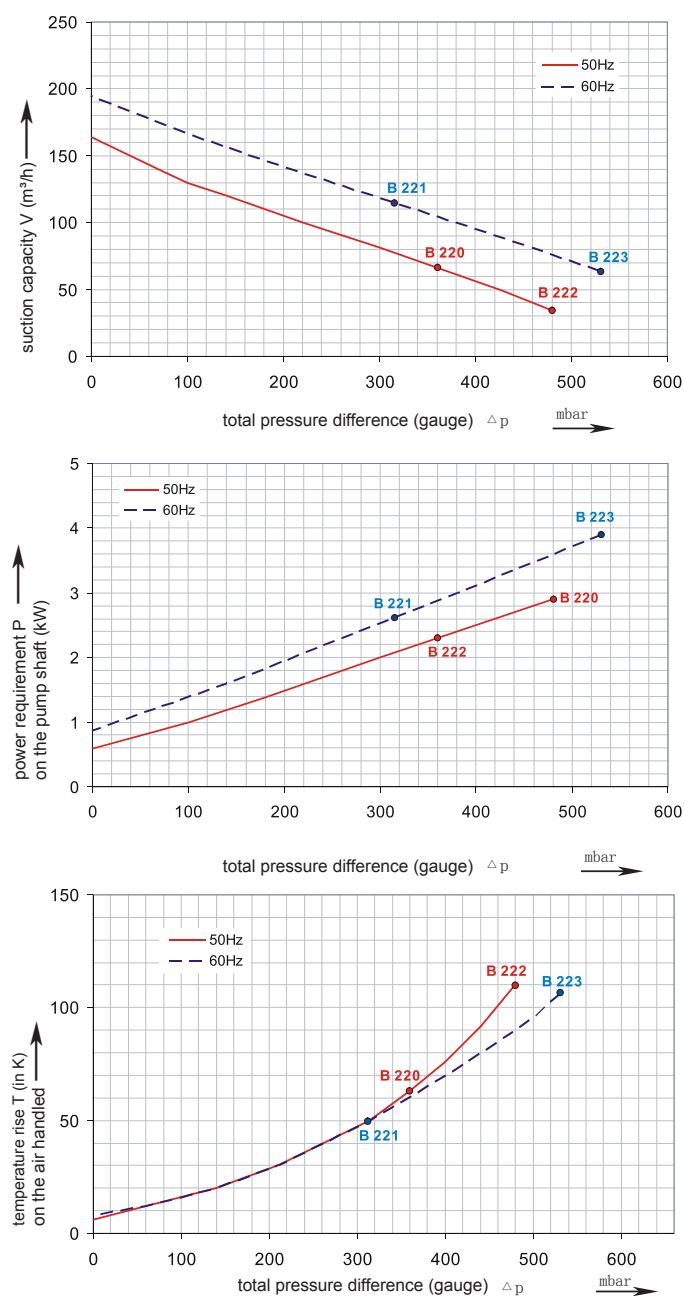 250
200
150
100
50
0
50Hz
60Hz
B 221
B 220
B 223
B 222
suction capacity V (m³/h)
0 100 200 300 400 500 600
total pressure difference (gauge) △p mbar
5
4
3
2
1
0
50Hz
60Hz
B 223
B 221
B 220
B 222
power requirement P
on the pump shaft (kW)
0 100 200 300 400 500 600
total pressure difference (gauge) △p mbar
150
100
50
0
50Hz
60Hz
B 222
B 223
B 220
B 221
temperature rise T (in K)
on the air handled
0 100 200 300 400 500 600
total pressure difference (gauge) △p mbar